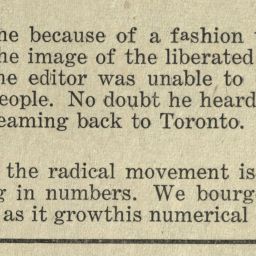 he because of a fashion
he image of the liberated
he editor was unable to
eople. No doubt he heard
eaming back to Toronto.
the radical movement is
g in numbers. We bourg
as it growthis numerical